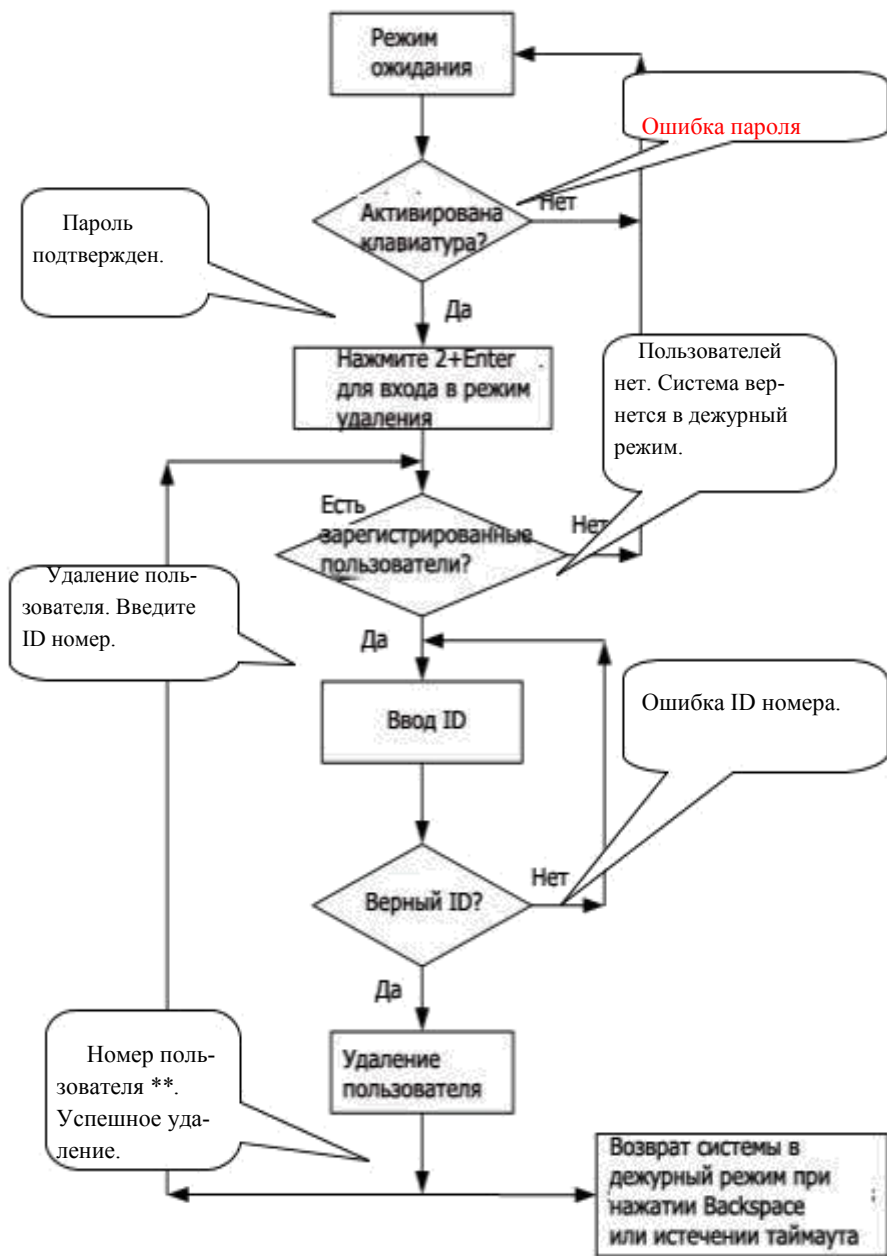 Режим
ожидания
Ошибка пароля
Активирована
клавиатура?
Нет
Пароль
подтвержден.
Да
Нажмите 2+Enter
для входа в режим
удаления
Пользователей
нет. Система вер-
нется в дежурный
режим.
Есть
зарегистрированные
пользователи?
Нет
Удаление поль-
зователя. Введите
ID номер.
Да
Ввод ID
Ошибка ID номера.
Верный ID?
Нет
Да
Номер поль-
зователя **.
Успешное уда-
ление.
Удаление
пользователя
Возврат системы в
дежурный режим при
нажатии Backspace
или истечении таймаута